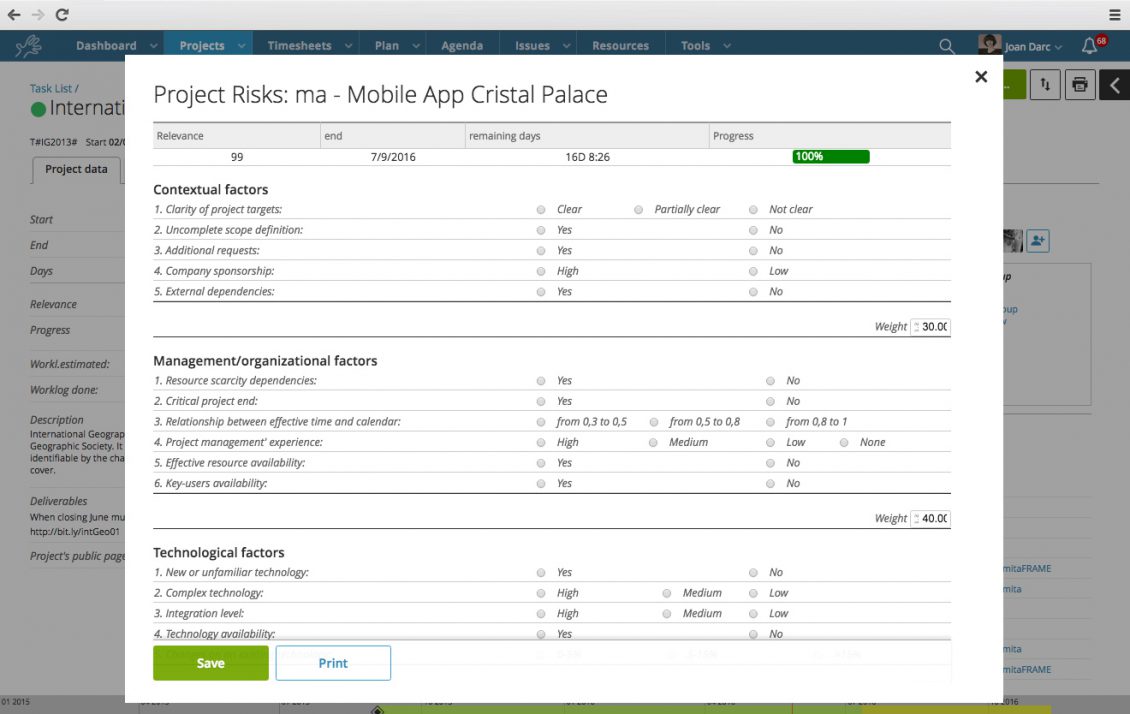 Dashboard Projects Timesheets Plan Agenda Issues Resources Tools Joan Darc 68
Task List /
Internati
T#IG2013# Start 02/0
Project data
Start
End
Days
Relevance
Progress
Workl.estimated:
Worklog done:
Description
International Geograp
Geographic Society. It
identifiable by the cha
cover.
Deliverables
When closing June mu
http://bit.ly/intGeo01
Project's public page
Project Risks: ma - Mobile App Cristal Palace
Relevance end remaining days Progress
99 7/9/2016 16D 8:26 100%
Contextual factors
1. Clarity of project targets: Clear Partially clear Not clear
2. Uncomplete scope definition: Yes No
3. Additional requests: Yes No
4. Company sponsorship: High Low
5. External dependencies: Yes No
Weight 30.00
Management/organizational factors
1. Resource scarcity dependencies: Yes No
2. Critical project end: Yes No
3. Relationship between effective time and calendar: from 0,3 to 0,5 from 0,5 to 0,8 from 0,8 to 1
4. Project management' experience: High Medium Low None
5. Effective resource availability: Yes No
6. Key-users availability: Yes No
Weight 40.00
Technological factors
1. New or unfamiliar technology: Yes No
2. Complex technology: High Medium Low
3. Integration level: High Medium Low
4. Technology availability: Yes No
Save Print
up
oup
mitaFRAME
mita
mita
mitaFRAME
01 2015